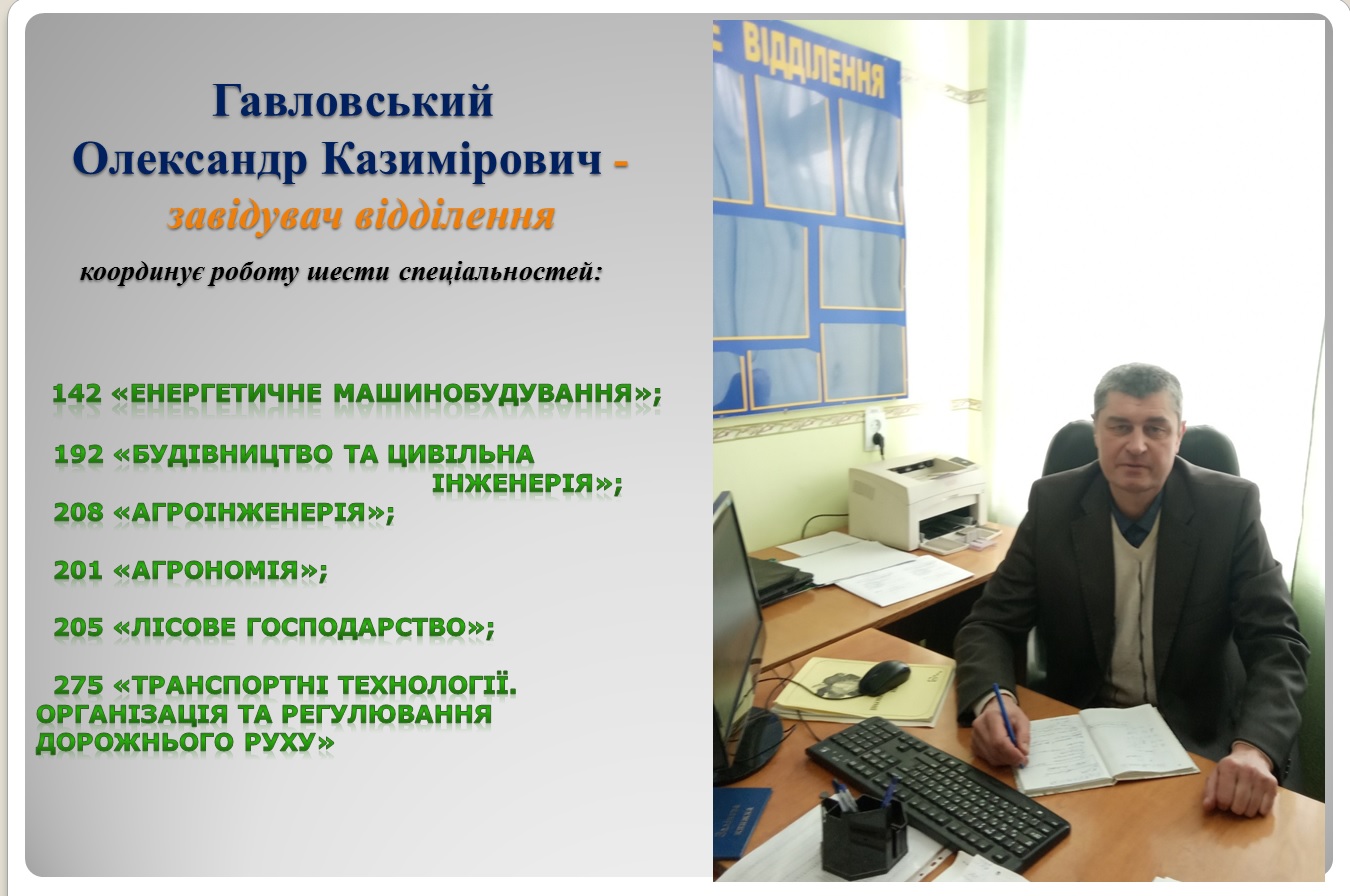 Гавловський
Олександр Казимірович -
завідувач відділення
координує роботу шести спеціальностей:
142 «ЕНЕРГЕТИЧНЕ МАШИНОБУДУВАННЯ»;
192 «БУДІВНИЦТВО ТА ЦИВІЛЬНА
ІНЖЕНЕРІЯ»;
208 «АГРОІНЖЕНЕРІЯ»;
201 «АГРОНОМІЯ»;
205 «ЛІСОВЕ ГОСПОДАРСТВО»;
275 «ТРАНСПОРТНІ ТЕХНОЛОГІЇ.
ОРГАНІЗАЦІЯ ТА РЕГУЛЮВАННЯ
ДОРОЖНЬОГО РУХУ»
ВІДДІЛЕННЯ